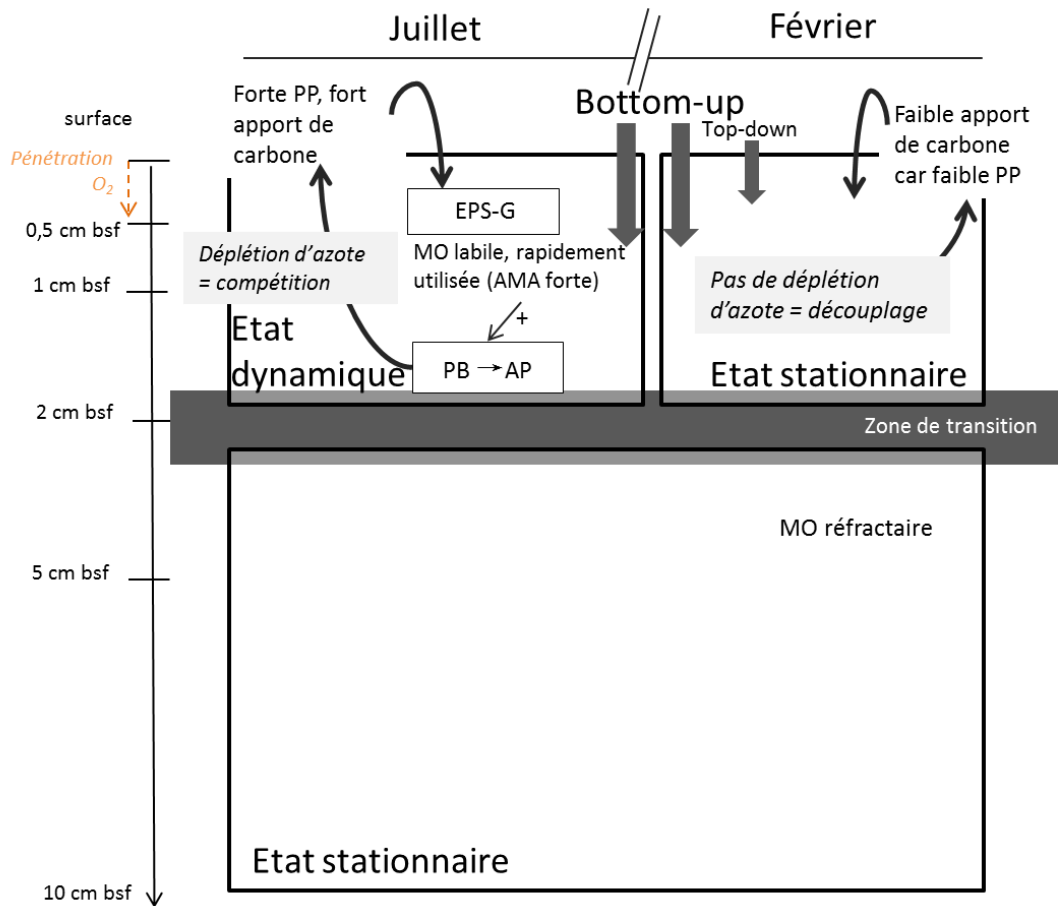 Juillet
Février
Forte PP, fort
apport de
carbone
Bottom-up
Top-down
Faible apport
de carbone
car faible PP
surface
Pénétration
O2
0,5 cm bsf
1 cm bsf
2 cm bsf
5 cm bsf
10 cm bsf
EPS-G
MO labile, rapidement
utilisée (AMA forte)
+
Déplétion d'azote
= compétition
Etat
dynamique
PB → AP
Pas de déplétion
d'azote = découplage
Etat stationnaire
Zone de transition
MO réfractaire
Etat stationnaire